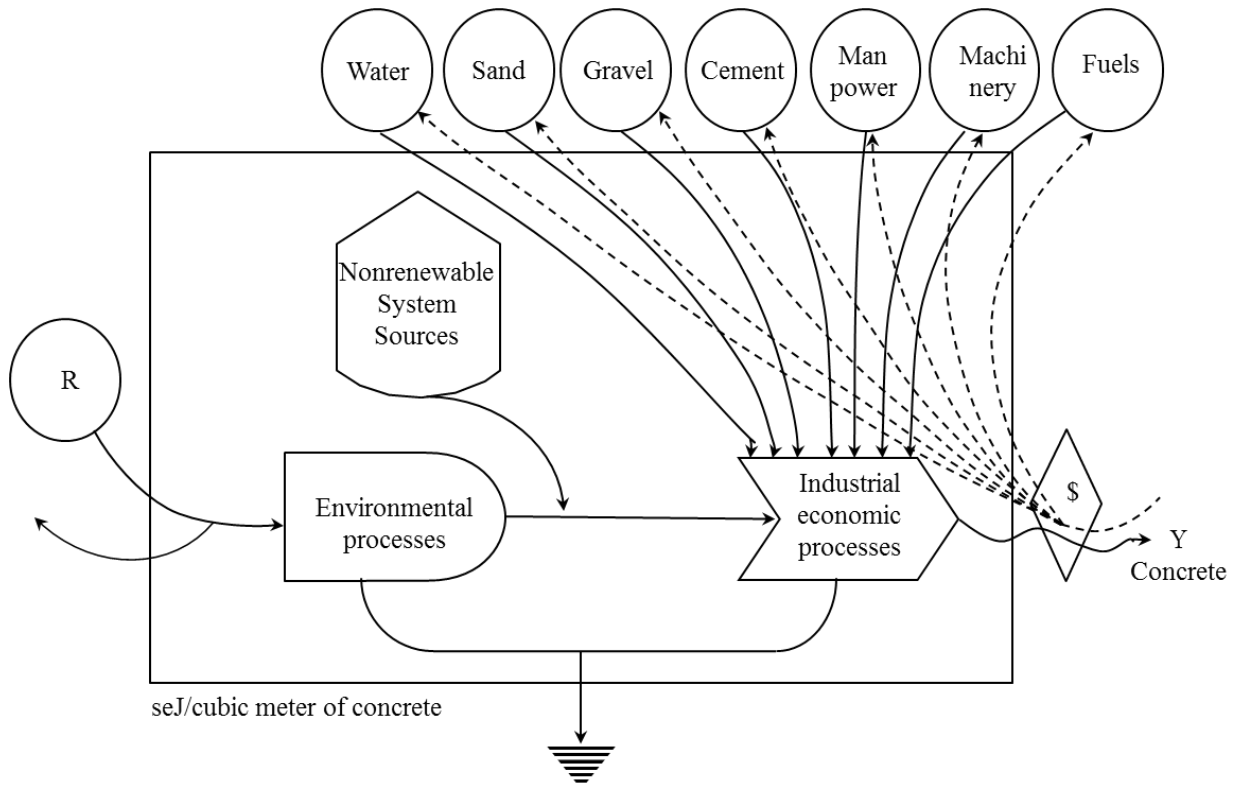 Water
Sand
Gravel
Cement
Man
power
Machi
nery
Fuels
Nonrenewable
System
Sources
R
Environmental
processes
Industrial
economic
processes
$
Y
Concrete
seJ/cubic meter of concrete